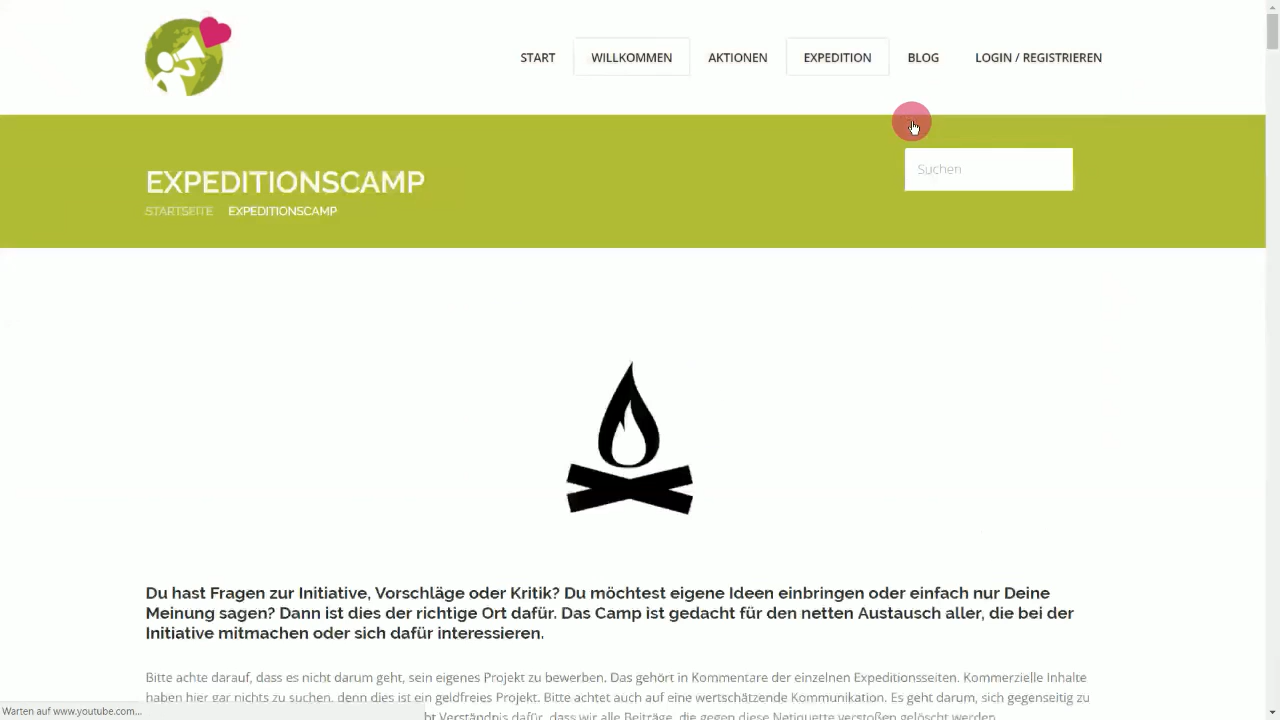 START WILLKOMMEN AKTIONEN EXPEDITION BLOG LOGIN / REGISTRIEREN
Suchen
EXPEDITIONSCAMP
STARTSEITE EXPEDITIONSCAMP
Du hast Fragen zur Initiative, Vorschläge oder Kritik? Du möchtest eigene Ideen einbringen oder einfach nur Deine
Meinung sagen? Dann ist dies der richtige Ort dafür. Das Camp ist gedacht für den netten Austausch aller, die bei der
Initiative mitmachen oder sich dafür interessieren.
Bitte achte darauf, dass es nicht darum geht, sein eigenes Projekt zu bewerben. Das gehört in Kommentare der einzelnen Expeditionsseiten. Kommerzielle Inhalte
haben hier gar nichts zu suchen, denn dies ist ein geldfreies Projekt. Bitte achtet auch auf eine wertschätzende Kommunikation. Es geht darum, sich gegenseitig zu
Verständnis dafür, dass wir alle Beiträge, die gegen diese Netiquette verstoßen gelöscht werden.
Warten auf www.youtube.com...